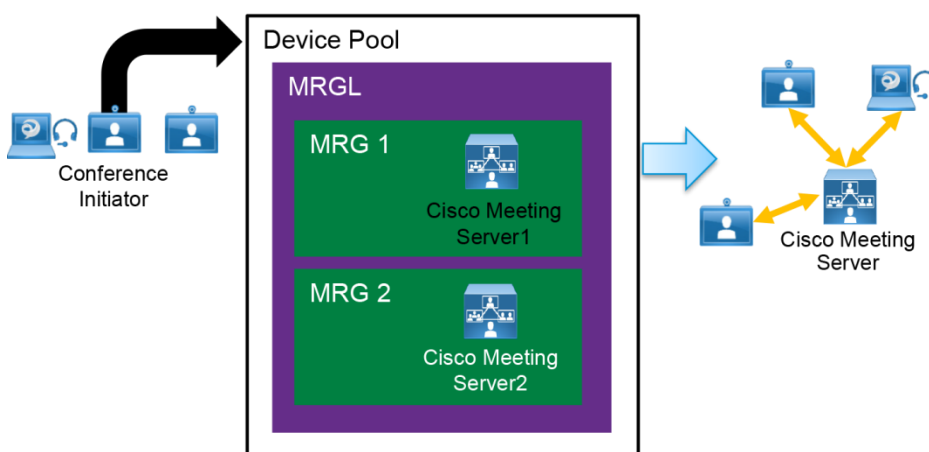 Device Pool
MRGL
MRG 1
Cisco Meeting
Server1
MRG 2
Cisco Meeting
Server2
Conference
Initiator
Cisco Meeting
Server